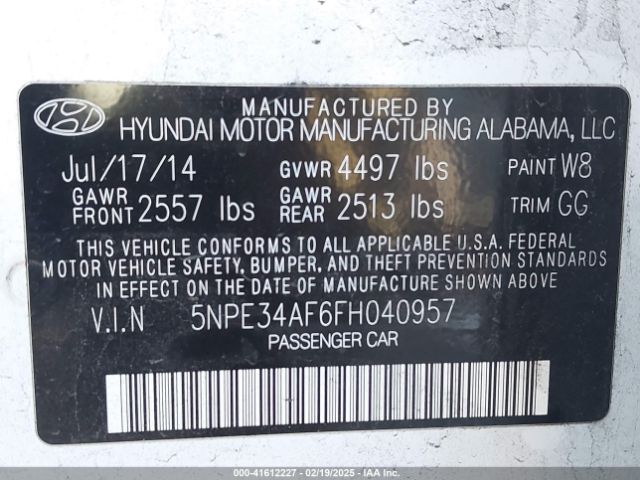 MANUFACTURED BY
HYUNDAI MOTOR MANUFACTURING ALABAMA, LLC
Jul/17/14 GVWR 4497 lbs PAINT W8
GAWR FRONT 2557 lbs GAWR REAR 2513 lbs TRIM GG
THIS VEHICLE CONFORMS TO ALL APPLICABLE U.S.A. FEDERAL
MOTOR VEHICLE SAFETY, BUMPER, AND THEFT PREVENTION STANDARDS
IN EFFECT ON THE DATE OF MANUFACTURE SHOWN ABOVE
V.I.N 5NPE34AF6FH040957
PASSENGER CAR
000-41612227 - 02/19/2025 - IAA Inc.